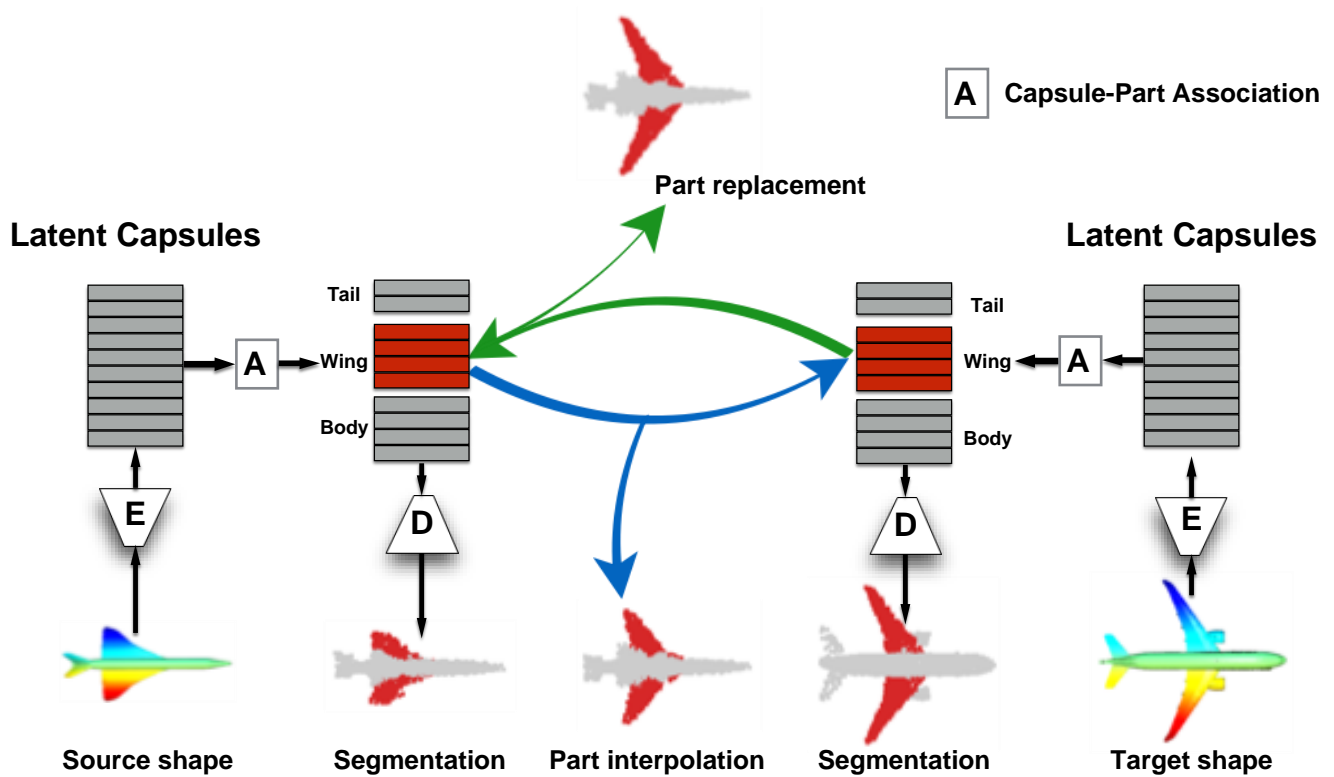 A Capsule-Part Association
Part replacement
Latent Capsules
Latent Capsules
Tail
Wing
Body
A
E
D
Tail
Wing
Body
A
D
E
Source shape
Segmentation
Part interpolation
Segmentation
Target shape